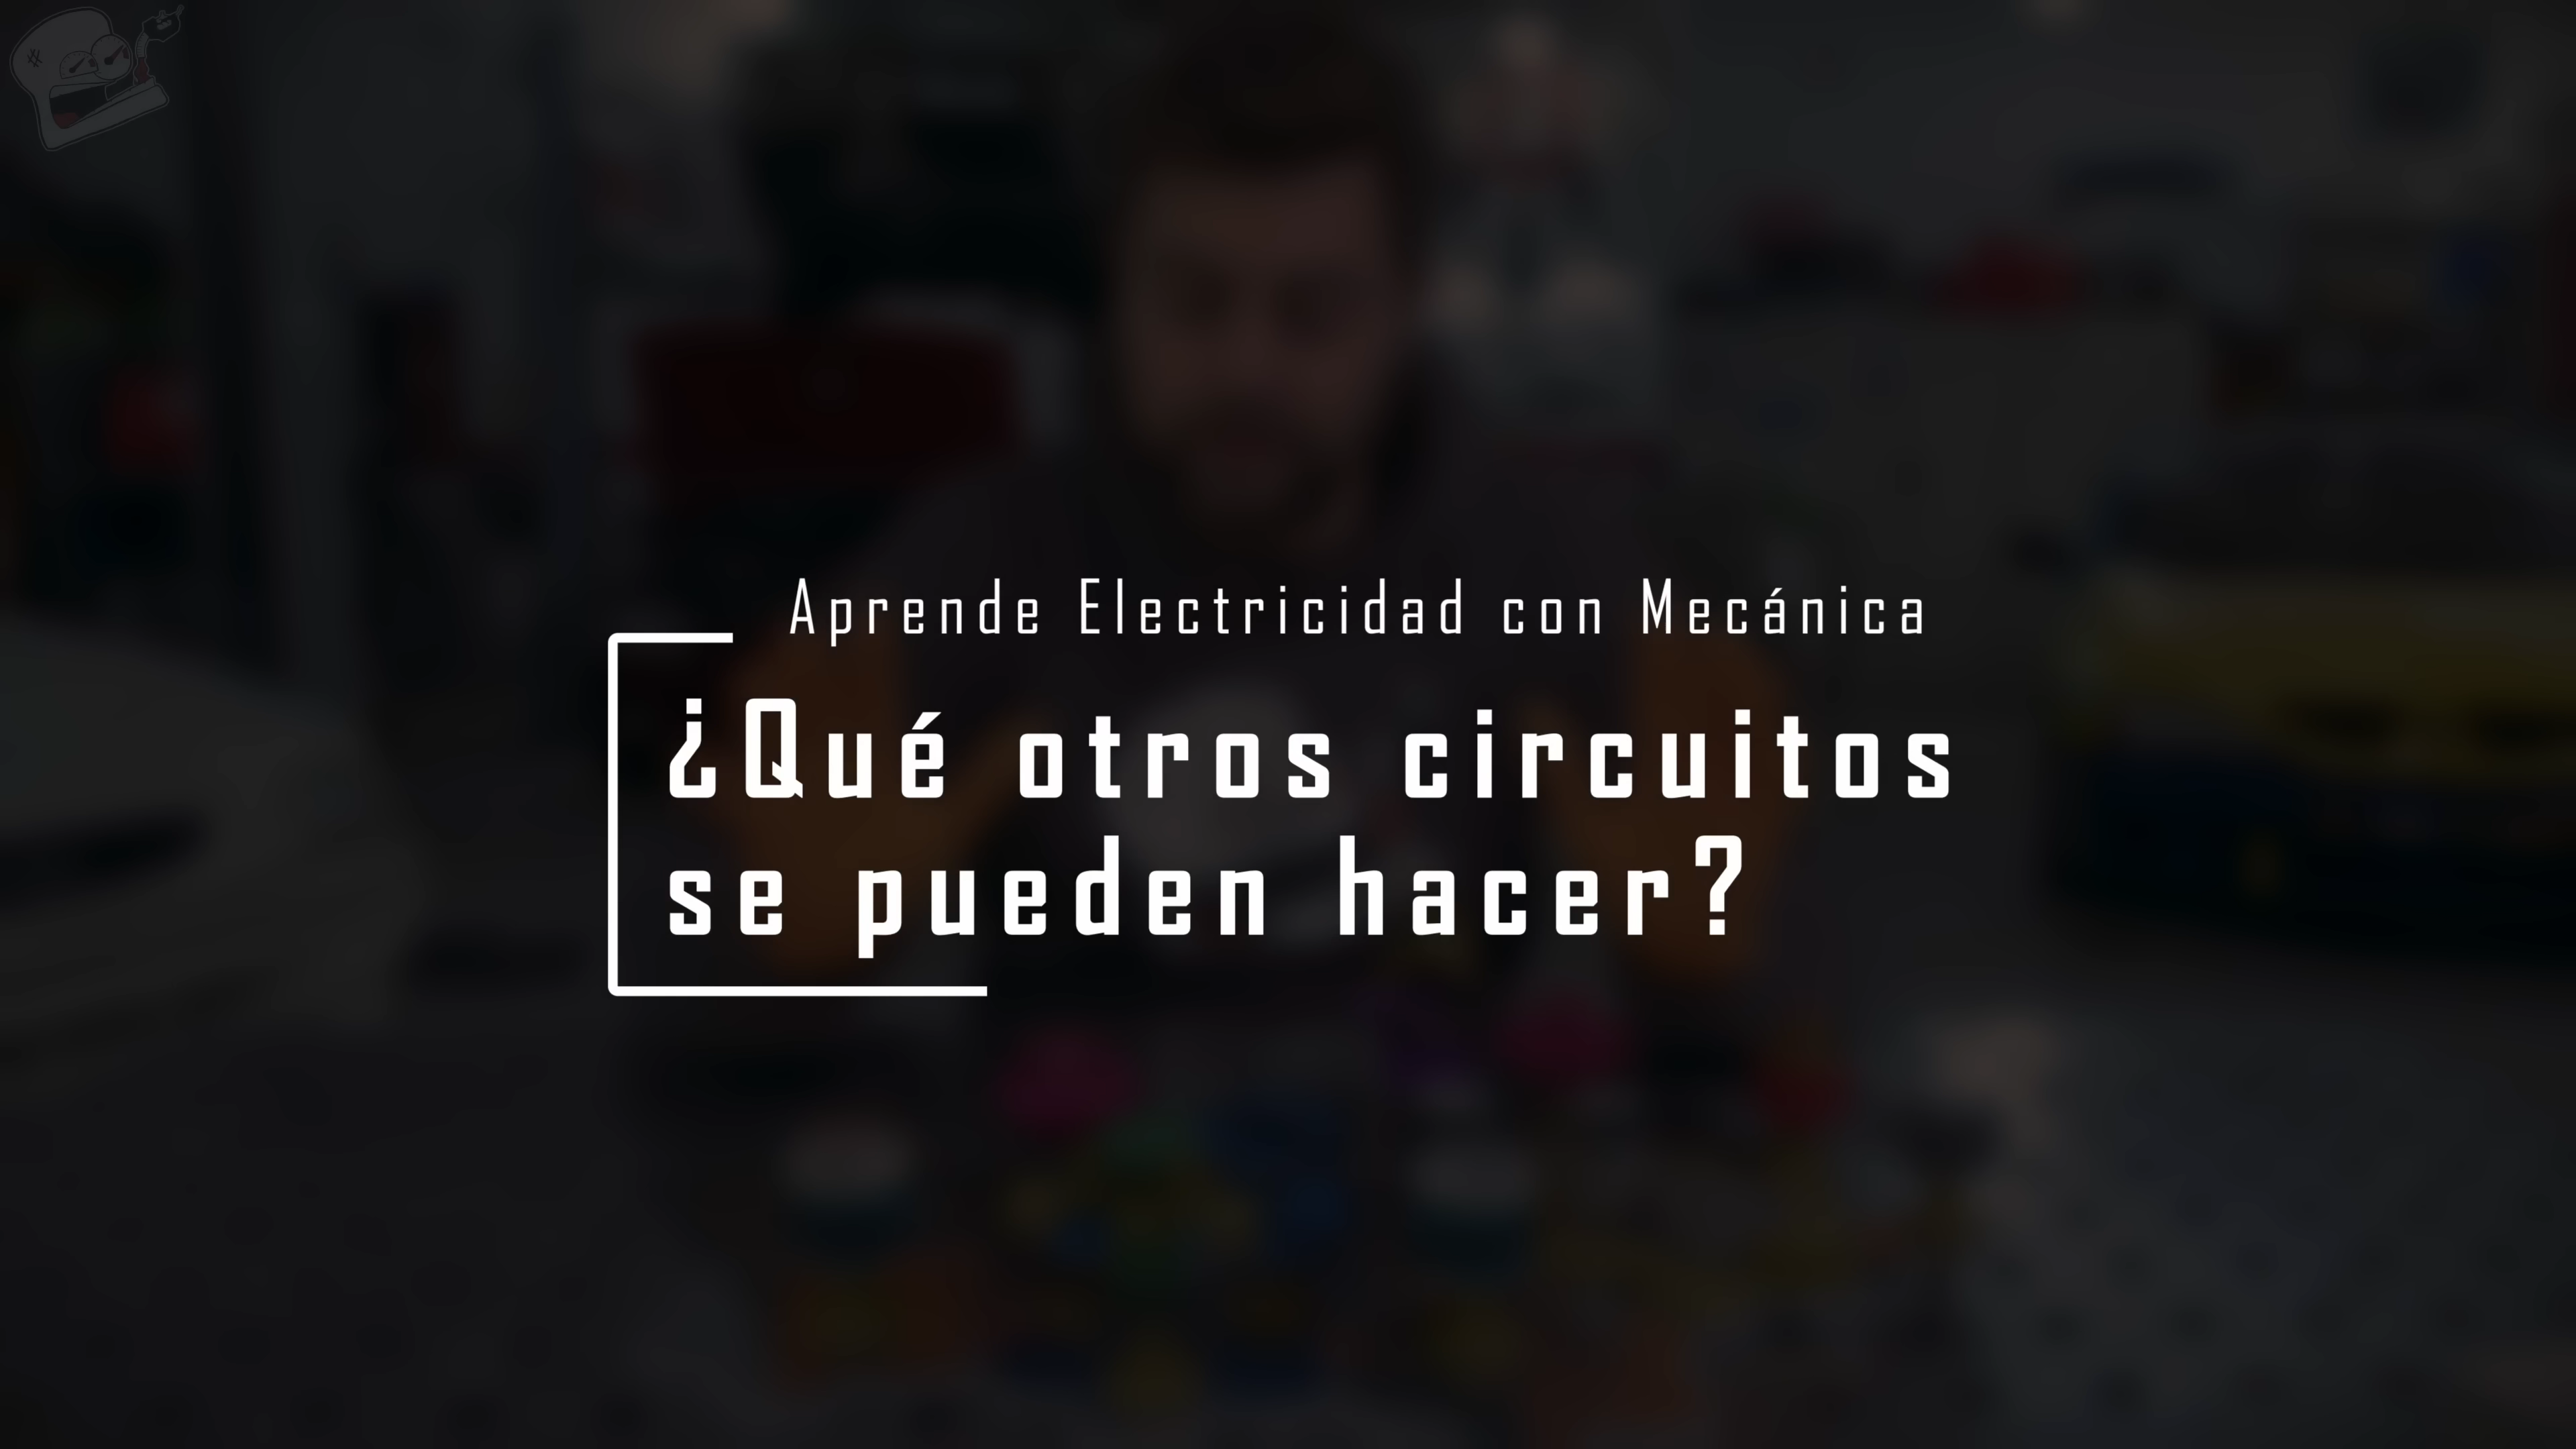 Aprende Electricidad con Mecánica
¿Qué otros circuitos
se pueden hacer?